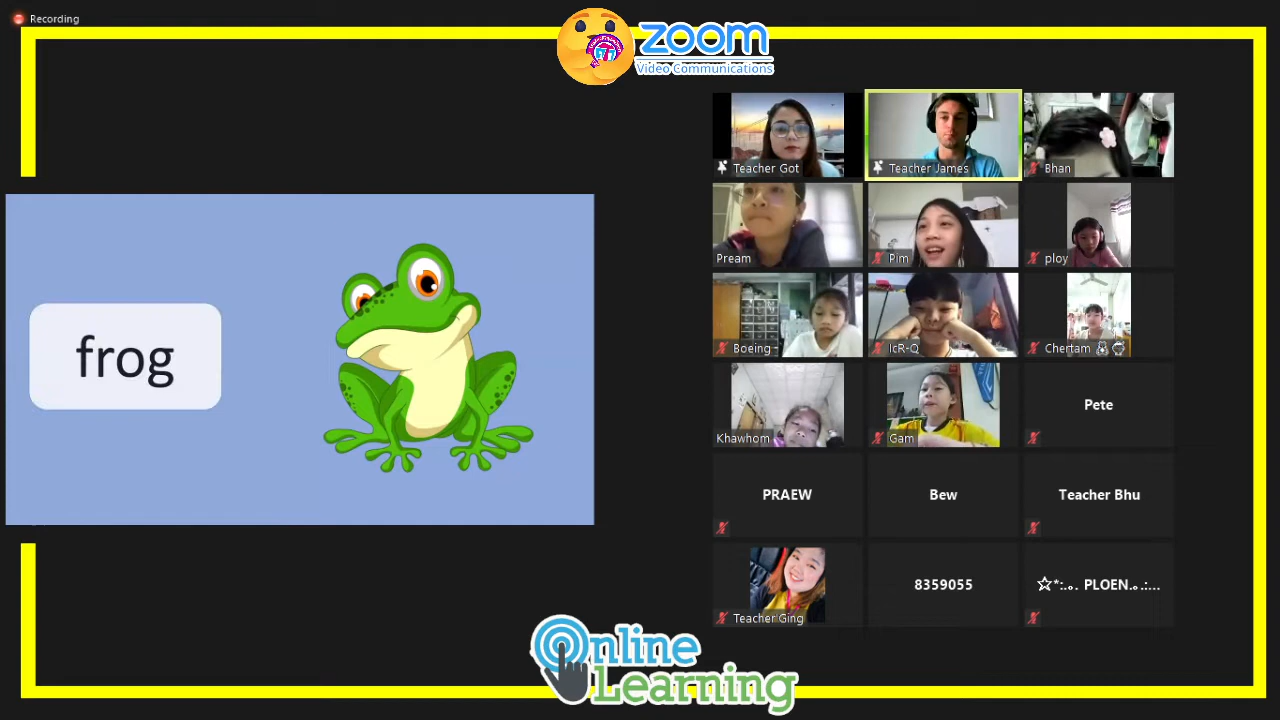 Recording
zoom
Video Communications
frog
Teacher Got
Teacher James
Bhan
Pream
Pim
ploy
Boeing -
IcR-Q
Chertam
Khawhom
Gam
Pete
PRAEW
Bew
Teacher Bhu
Teacher Ging
8359055
☆*:.｡. PLOEN.｡.:...
Online
Learning